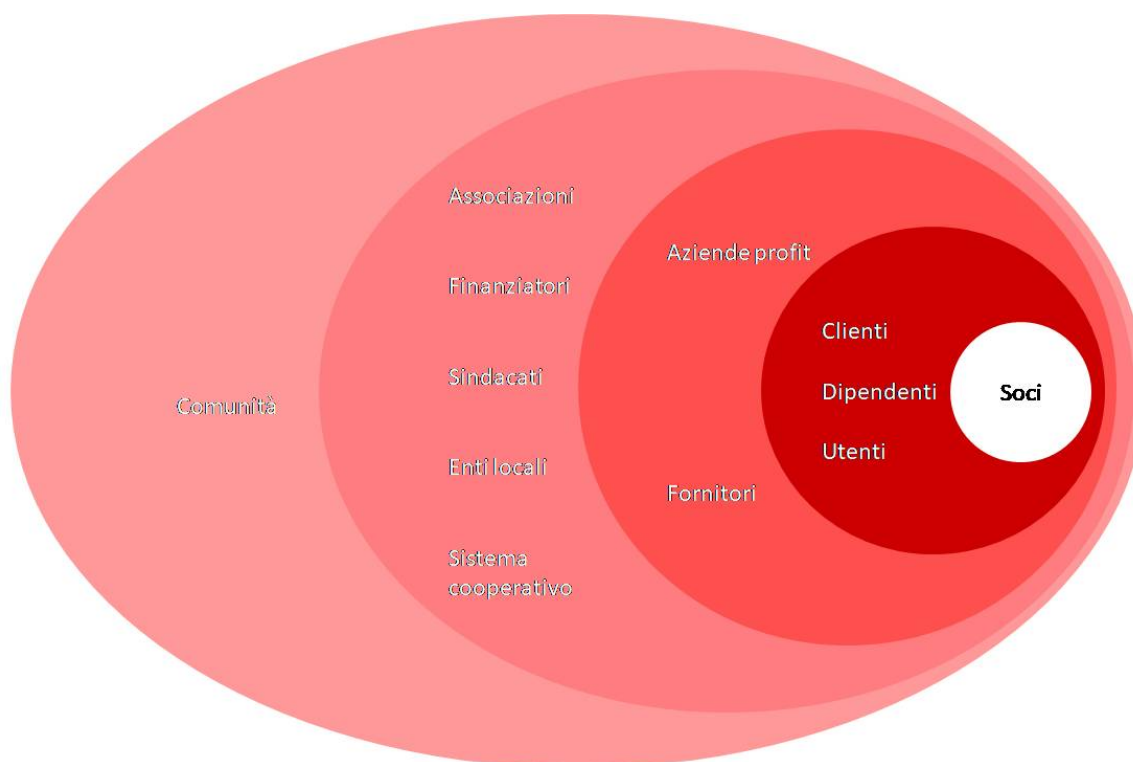 Comunità
Associazioni
Finanziatori
Sindacati
Enti locali
Sistema
cooperativo
Aziende profit
Fornitori
Clienti
Dipendenti
Utenti
Soci